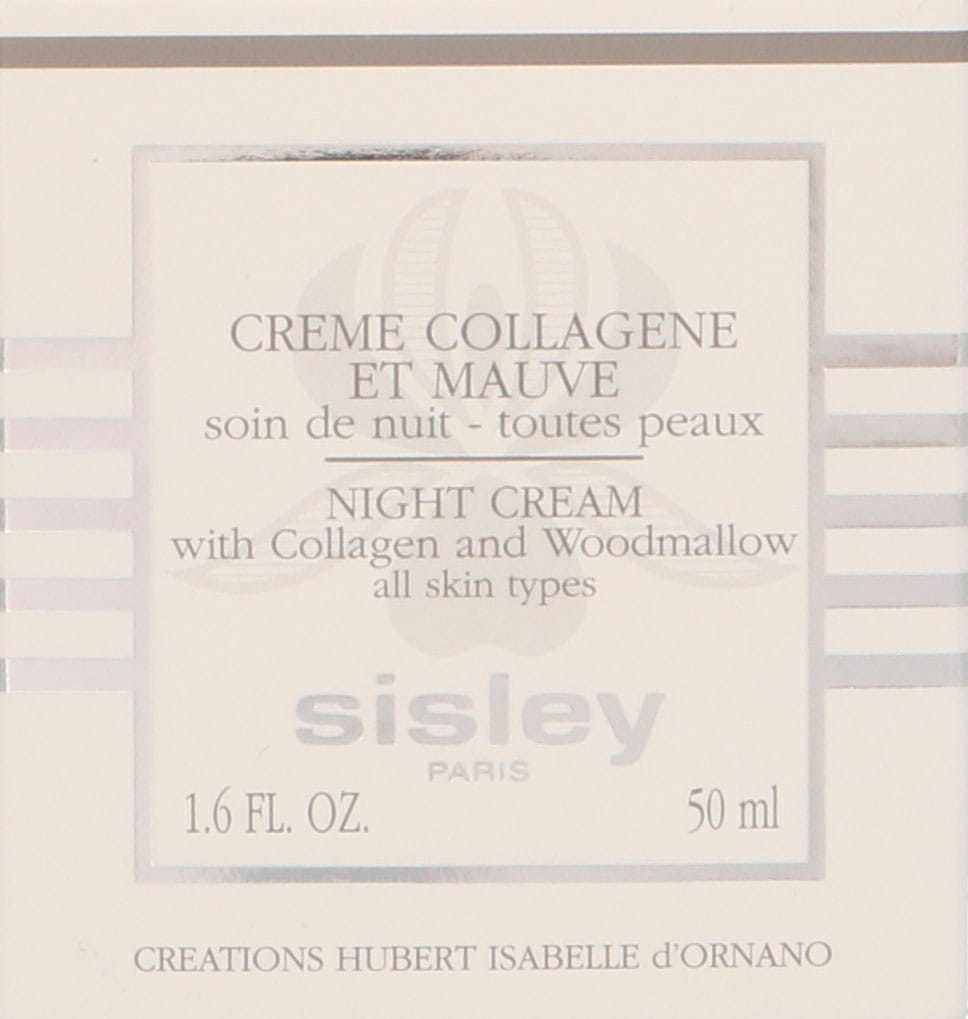 CREME COLLAGENE
ET MAUVE
soin de nuit - toutes peaux
NIGHT CREAM
with Collagen and Woodmallow
all skin types
sisley
PARIS
1.6 FL. OZ. 50 ml
CREATIONS HUBERT ISABELLE d'ORNANO